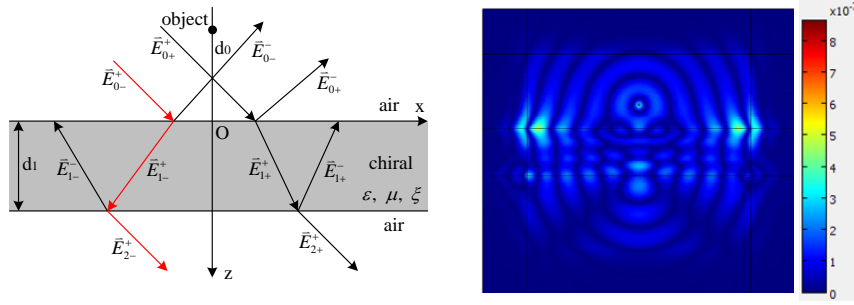 object
d₀
E⃗₀₊⁺
E⃗₀₋⁻
E⃗₀₋⁺
E⃗₀₊⁻
air
x
O
d₁
E⃗₁₋⁻
E⃗₁₋⁺
E⃗₁₊⁺
E⃗₁₊⁻
chiral
ε, μ, ξ
air
E⃗₂₋⁺
E⃗₂₊⁺
z
8
7
6
5
4
3
2
1
0